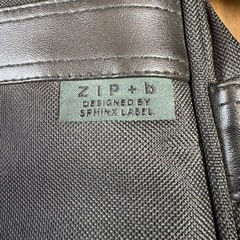 ZIP+b
DESIGNED BY
SPHINX LABEL